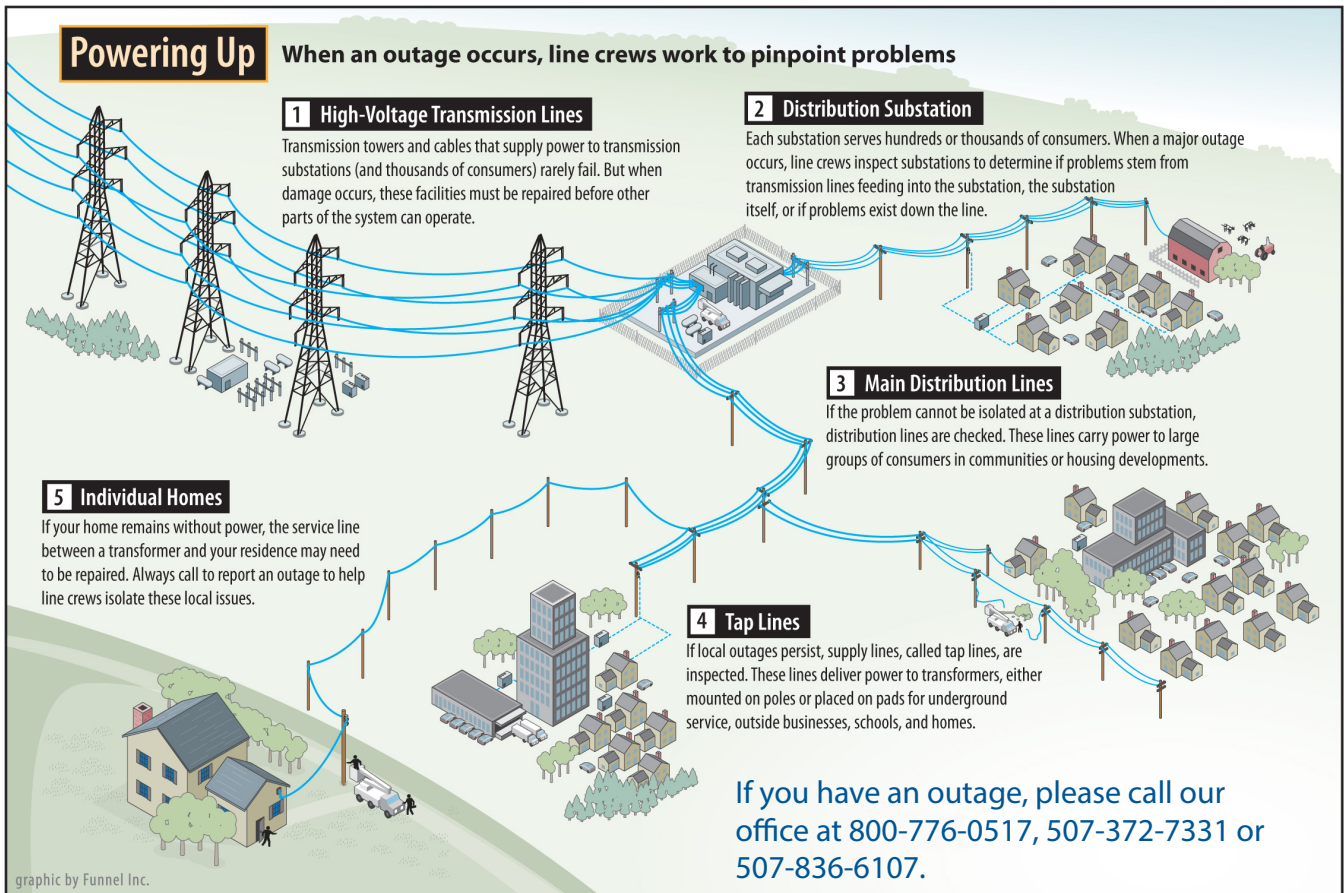 Powering Up
When an outage occurs, line crews work to pinpoint problems
1 High-Voltage Transmission Lines
Transmission towers and cables that supply power to transmission
substations (and thousands of consumers) rarely fail. But when
damage occurs, these facilities must be repaired before other
parts of the system can operate.
2 Distribution Substation
Each substation serves hundreds or thousands of consumers. When a major outage
occurs, line crews inspect substations to determine if problems stem from
transmission lines feeding into the substation, the substation
itself, or if problems exist down the line.
3 Main Distribution Lines
If the problem cannot be isolated at a distribution substation,
distribution lines are checked. These lines carry power to large
groups of consumers in communities or housing developments.
4 Tap Lines
If local outages persist, supply lines, called tap lines, are
inspected. These lines deliver power to transformers, either
mounted on poles or placed on pads for underground
service, outside businesses, schools, and homes.
5 Individual Homes
If your home remains without power, the service line
between a transformer and your residence may need
to be repaired. Always call to report an outage to help
line crews isolate these local issues.
If you have an outage, please call our
office at 800-776-0517, 507-372-7331 or
507-836-6107.
graphic by Funnel Inc.